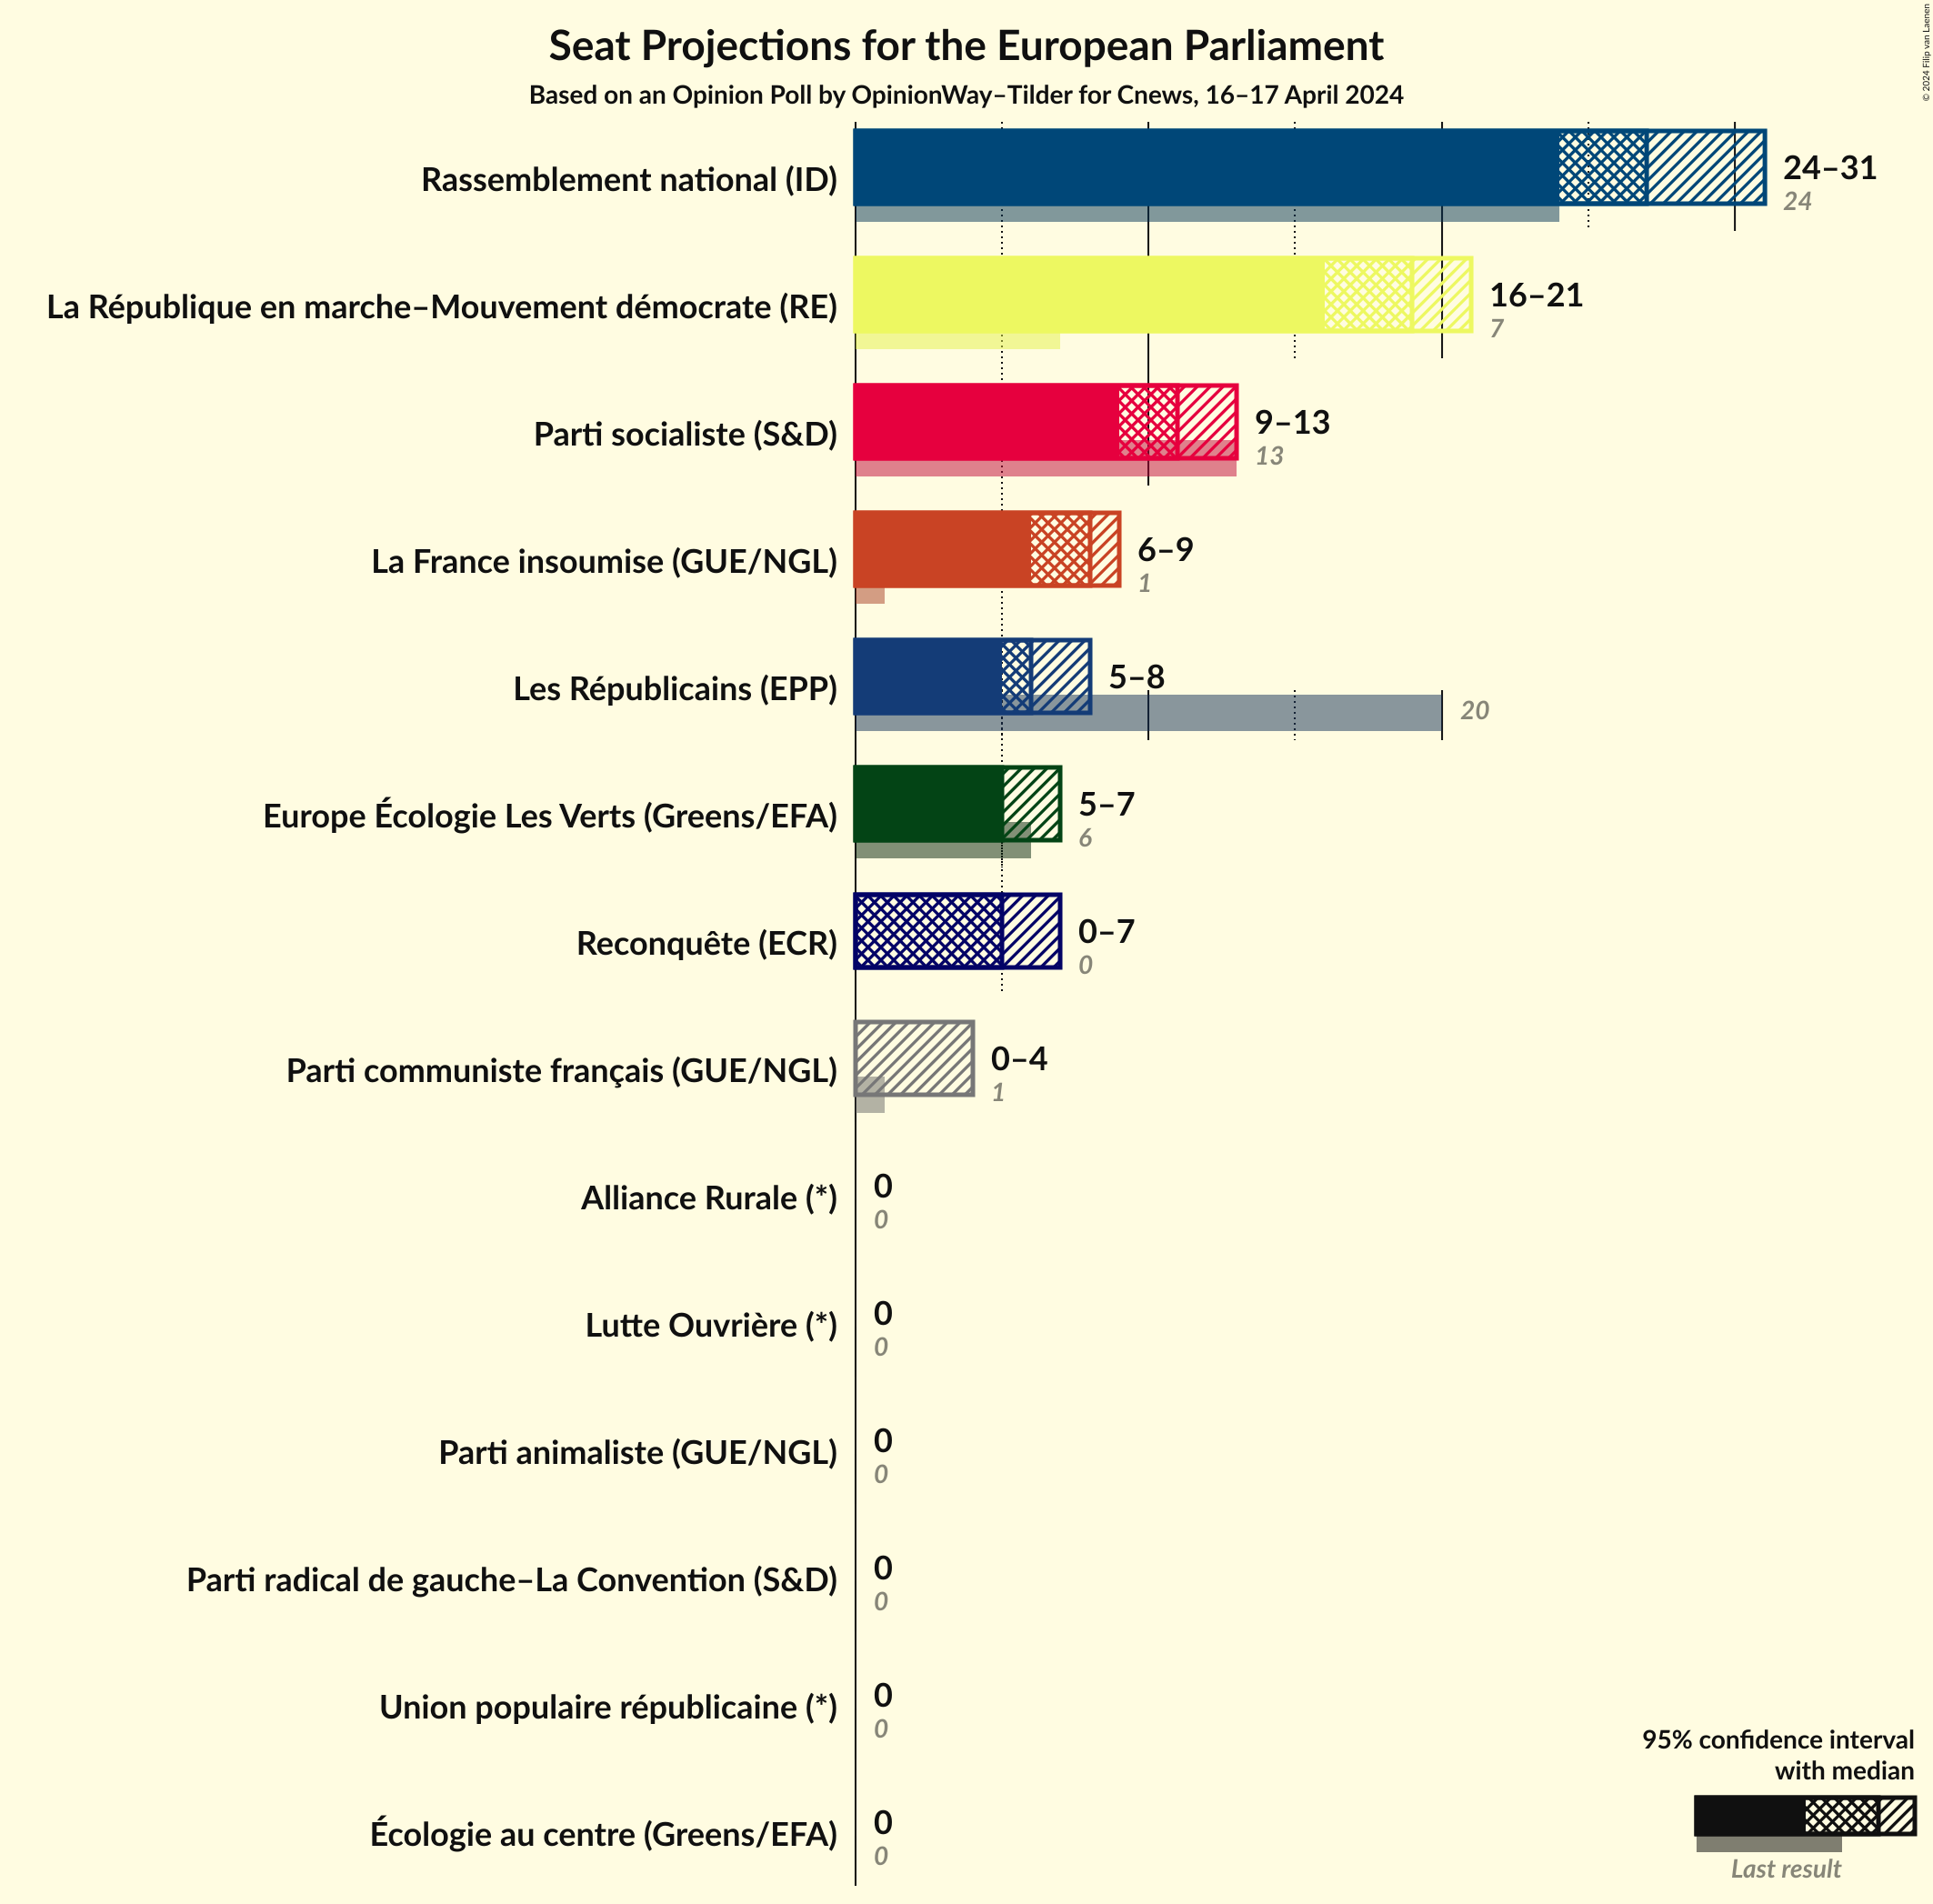 Seat Projections for the European Parliament
Based on an Opinion Poll by OpinionWay–Tilder for Cnews, 16–17 April 2024
© 2024 Filip van Laenen
Rassemblement national (ID)
24–31
24
La République en marche–Mouvement démocrate (RE)
16–21
7
Parti socialiste (S&D)
9–13
13
La France insoumise (GUE/NGL)
6–9
1
Les Républicains (EPP)
5–8
20
Europe Écologie Les Verts (Greens/EFA)
5–7
6
Reconquête (ECR)
0–7
0
Parti communiste français (GUE/NGL)
0–4
1
Alliance Rurale (*)
0
0
Lutte Ouvrière (*)
0
0
Parti animaliste (GUE/NGL)
0
0
Parti radical de gauche–La Convention (S&D)
0
0
Union populaire républicaine (*)
0
0
Écologie au centre (Greens/EFA)
0
0
95% confidence interval
with median
Last result